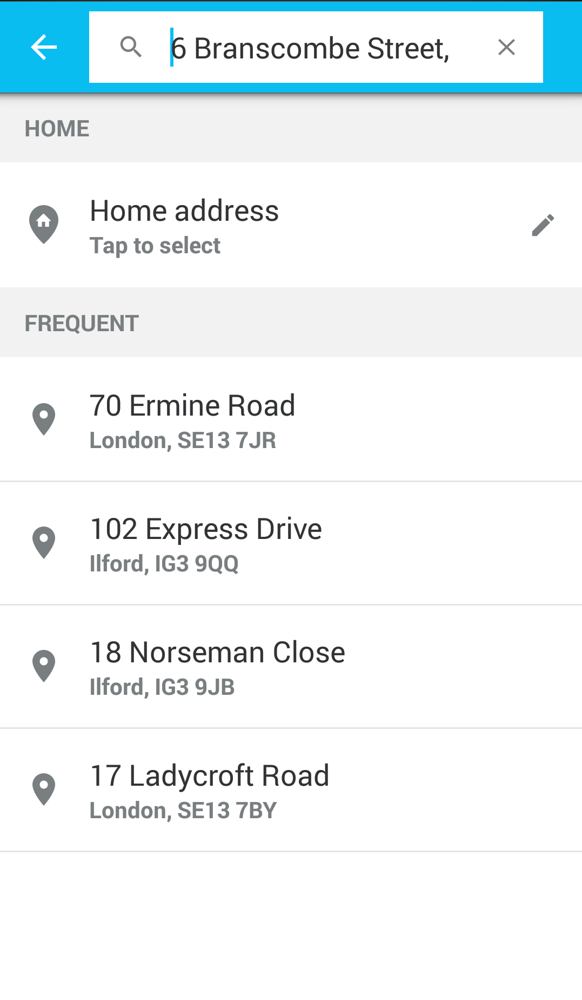 6 Branscombe Street,
HOME
Home address
Tap to select
FREQUENT
70 Ermine Road
London, SE13 7JR
102 Express Drive
Ilford, IG3 9QQ
18 Norseman Close
Ilford, IG3 9JB
17 Ladycroft Road
London, SE13 7BY